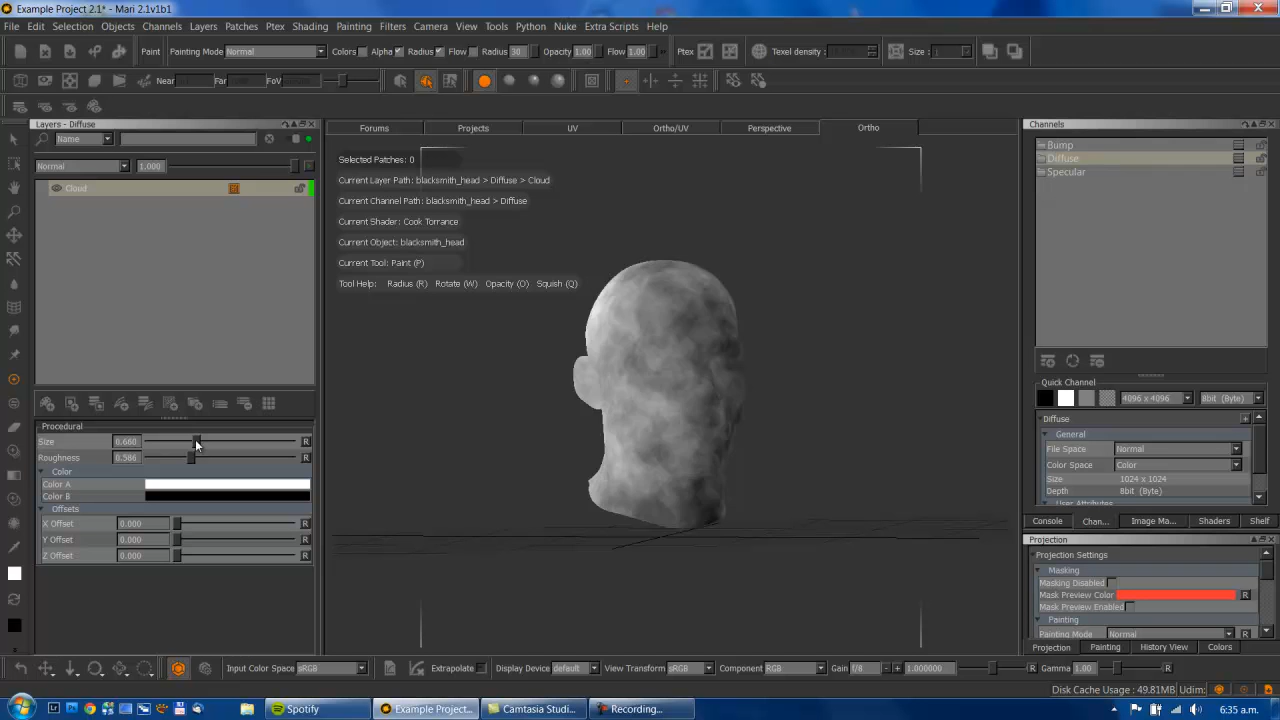 Example Project 2.1* - Mari 2.1v1b1
File Edit Selection Objects Channels Layers Patches Ptex Shading Painting Filters Camera View Tools Python Nuke Extra Scripts Help
Paint Painting Mode Normal Colors Alpha Radius Flow Radius 30 Opacity 1.00 Flow 1.00 » Ptex Texel density: Size : 1
Near Far FoV
Layers - Diffuse
Name
Normal 1.000
Cloud
Procedural
Size 0.660 R
Roughness 0.586 R
Color
Color A
Color B
Offsets
X Offset 0.000 R
Y Offset 0.000 R
Z Offset 0.000 R
Forums Projects UV Ortho/UV Perspective Ortho
Selected Patches: 0
Current Layer Path: blacksmith_head > Diffuse > Cloud
Current Channel Path: blacksmith_head > Diffuse
Current Shader: Cook Torrance
Current Object: blacksmith_head
Current Tool: Paint (P)
Tool Help: Radius (R) Rotate (W) Opacity (O) Squish (Q)
Channels
Bump
Diffuse
Specular
Quick Channel
4096 x 4096 8bit (Byte)
Diffuse
General
File Space Normal
Color Space Color
Size 1024 x 1024
Depth 8bit (Byte)
User Attributes
Console Chan... Image Ma... Shaders Shelf
Projection
Projection Settings
Masking
Masking Disabled
Mask Preview Color R
Mask Preview Enabled
Painting
Painting Mode Normal
Projection Painting History View Colors
Input Color Space sRGB Extrapolate Display Device default View Transform sRGB Component RGB Gain f/8 - + 1.000000 R Gamma 1.00 R
Disk Cache Usage : 49.81MB Udim:
Spotify Example Project... Camtasia Studi... Recording... 6:35 a.m.